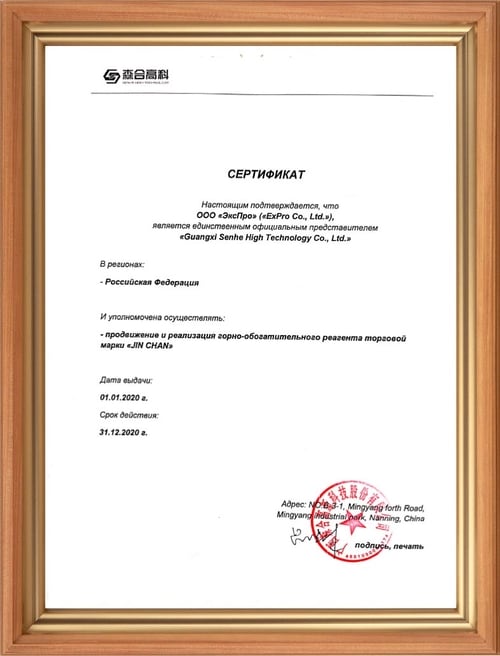 森合高科
СЕРТИФИКАТ
Настоящим подтверждается, что
ООО «ЭксПро» («ExPro Co., Ltd.»),
является единственным официальным представителем
«Guangxi Senhe High Technology Co., Ltd.»
В регионах:
- Российская Федерация
И уполномочена осуществлять:
- продвижение и реализация горно-обогатительного реагента торговой
марки «JIN CHAN»
Дата выдачи:
01.01.2020 г.
Срок действия:
31.12.2020 г.
Адрес: NO.B-3-1, Mingyang forth Road,
Mingyang industrial park, Nanning, China
подпись, печать